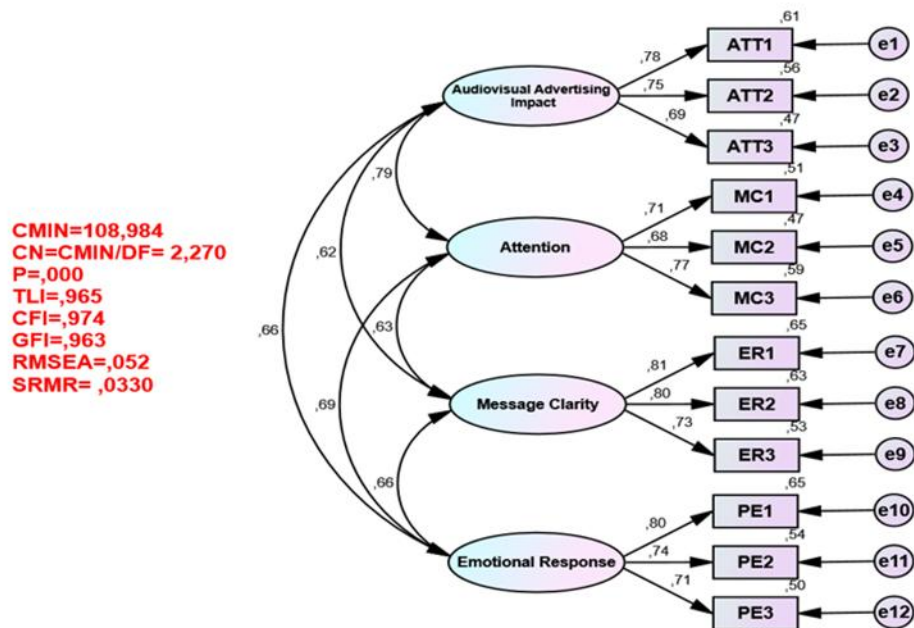 ,61
ATT1
e1
,78
Audiovisual Advertising
Impact
,56
,75
ATT2
e2
,69
,47
ATT3
e3
,79
,51
MC1
e4
,71
,47
Attention
,68
MC2
e5
,77
,59
MC3
e6
CMIN=108,984
CN=CMIN/DF= 2,270
P=,000
TLI=,965
CFI=,974
GFI=,963
RMSEA=,052
SRMR= ,0330
,62
,66
,63
,65
ER1
e7
,81
,63
Message Clarity
,80
ER2
e8
,73
,53
ER3
e9
,69
,66
,65
PE1
e10
,80
,54
Emotional Response
,74
PE2
e11
,71
,50
PE3
e12